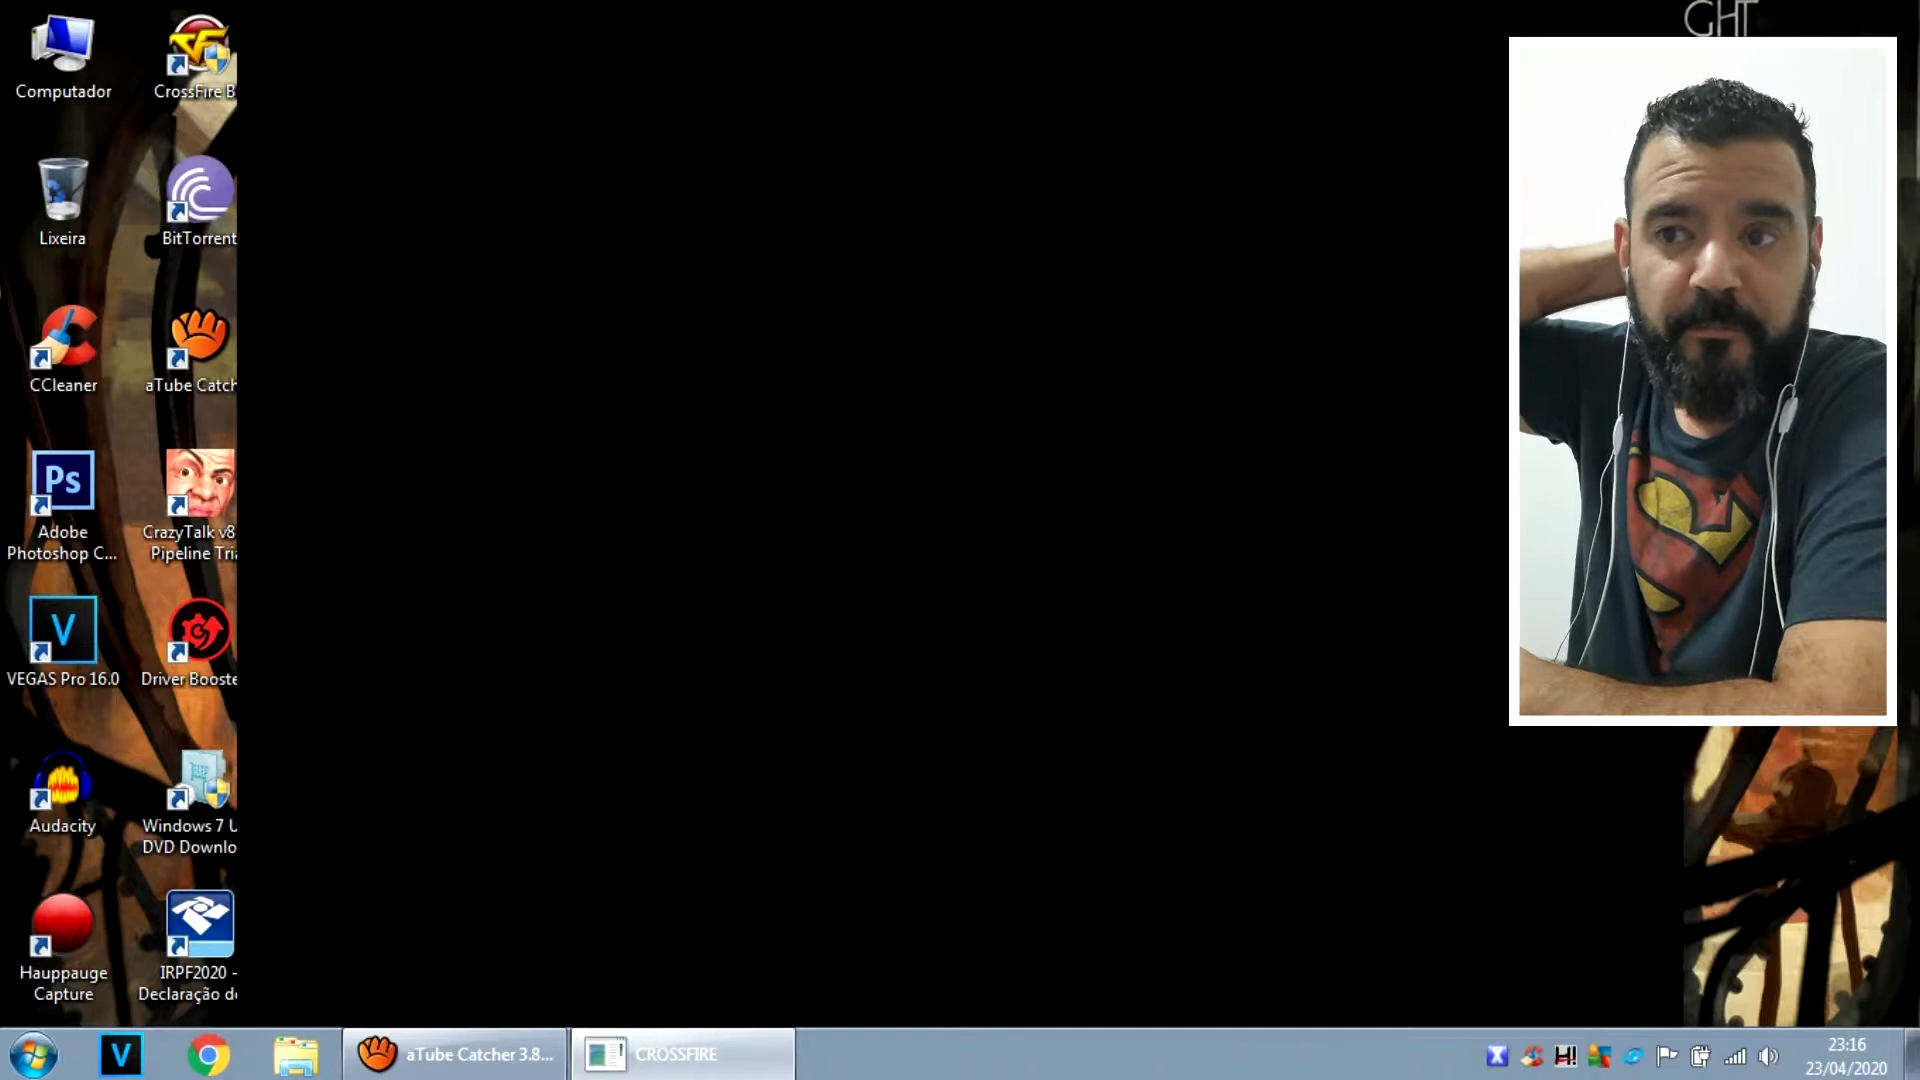 GHT
Computador
CrossFire B
Lixeira
BitTorrent
CCleaner
aTube Catch
Ps
Adobe
Photoshop C...
CrazyTalk v8
Pipeline Tria
V
VEGAS Pro 16.0
Driver Booste
Audacity
Windows 7 U
DVD Downlo
Hauppauge
Capture
IRPF2020 -
Declaração de
V
aTube Catcher 3.8...
CROSSFIRE
H!
23:16
23/04/2020